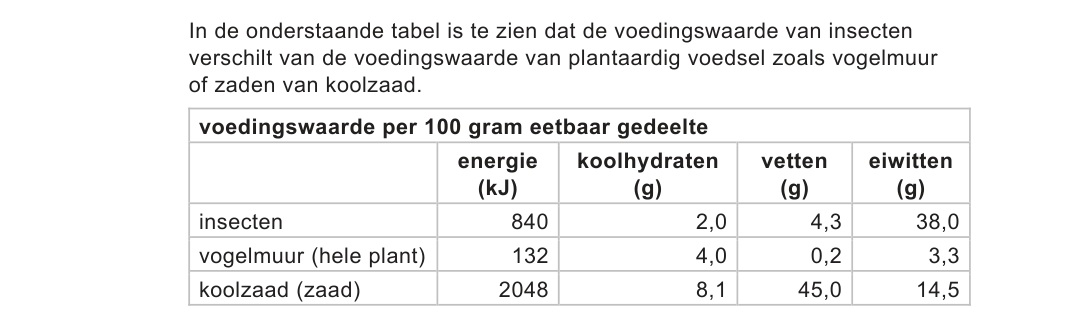 In de onderstaande tabel is te zien dat de voedingswaarde van insecten
verschilt van de voedingswaarde van plantaardig voedsel zoals vogelmuur
of zaden van koolzaad.
voedingswaarde per 100 gram eetbaar gedeelte
energie (kJ) koolhydraten (g) vetten (g) eiwitten (g)
insecten 840 2,0 4,3 38,0
vogelmuur (hele plant) 132 4,0 0,2 3,3
koolzaad (zaad) 2048 8,1 45,0 14,5